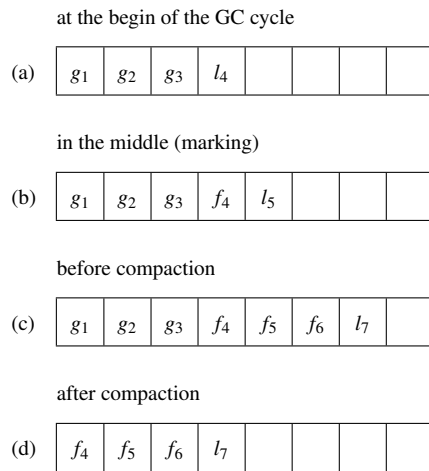 at the begin of the GC cycle
(a) g₁ g₂ g₃ l₄
in the middle (marking)
(b) g₁ g₂ g₃ f₄ l₅
before compaction
(c) g₁ g₂ g₃ f₄ f₅ f₆ l₇
after compaction
(d) f₄ f₅ f₆ l₇